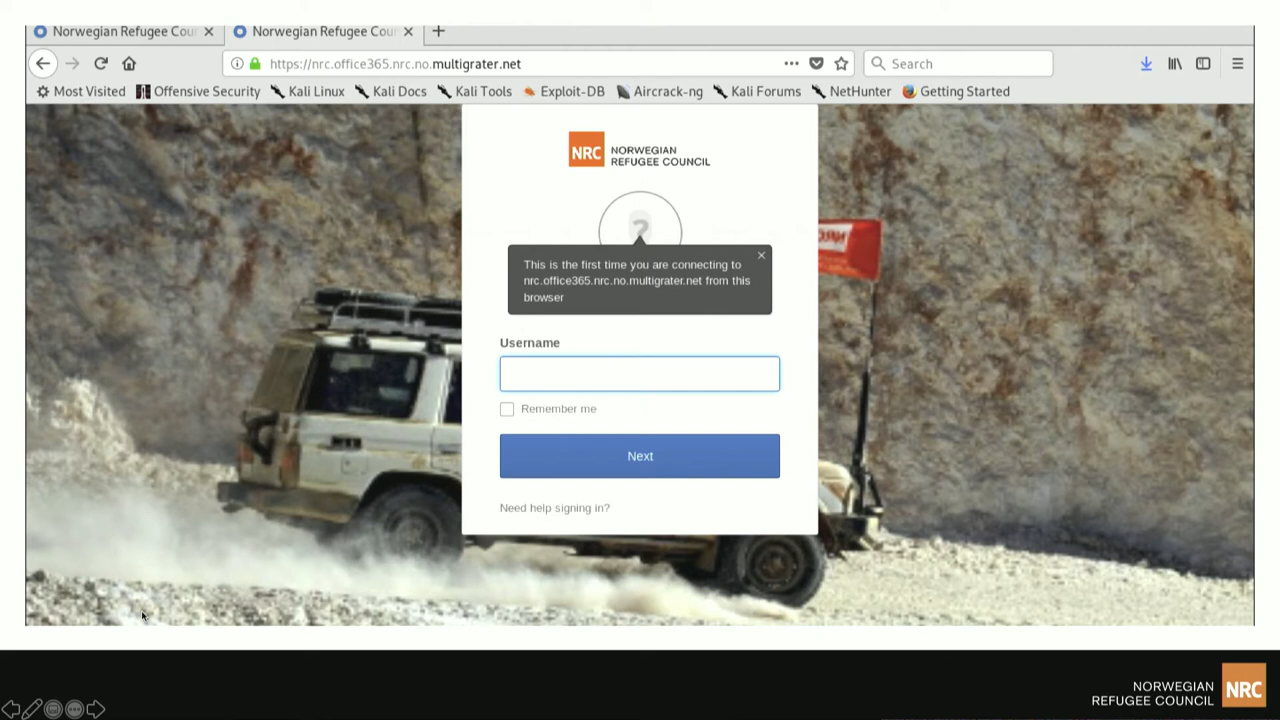 Norwegian Refugee Cou
Norwegian Refugee Cou
https://nrc.office365.nrc.no.multigrater.net
Search
Most Visited
Offensive Security
Kali Linux
Kali Docs
Kali Tools
Exploit-DB
Aircrack-ng
Kali Forums
NetHunter
Getting Started
NRC
NORWEGIAN
REFUGEE COUNCIL
?
This is the first time you are connecting to
nrc.office365.nrc.no.multigrater.net from this
browser
Username
Remember me
Next
Need help signing in?
NORWEGIAN
REFUGEE COUNCIL
NRC